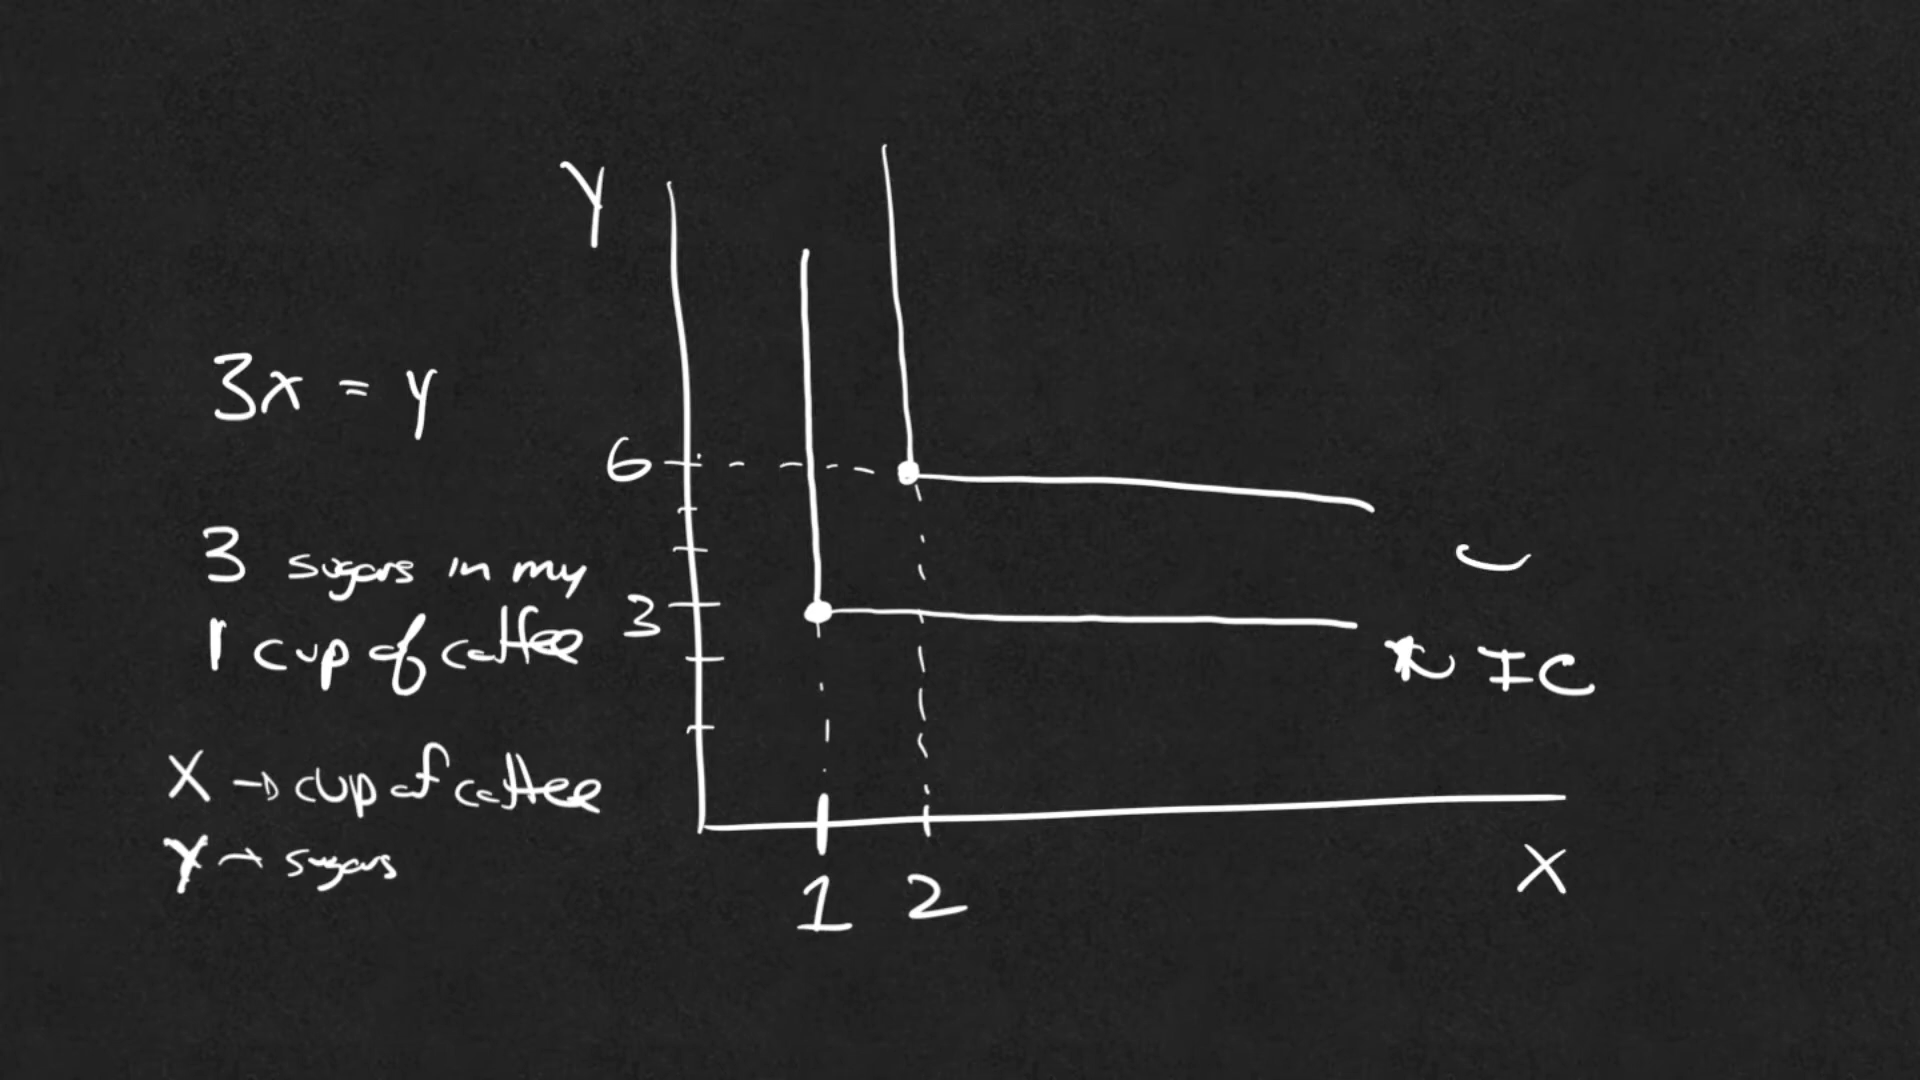 Y
3x = y
6
3 sugars in my
1 cup of coffee
3
IC
X → cup of coffee
Y → sugars
1 2
X